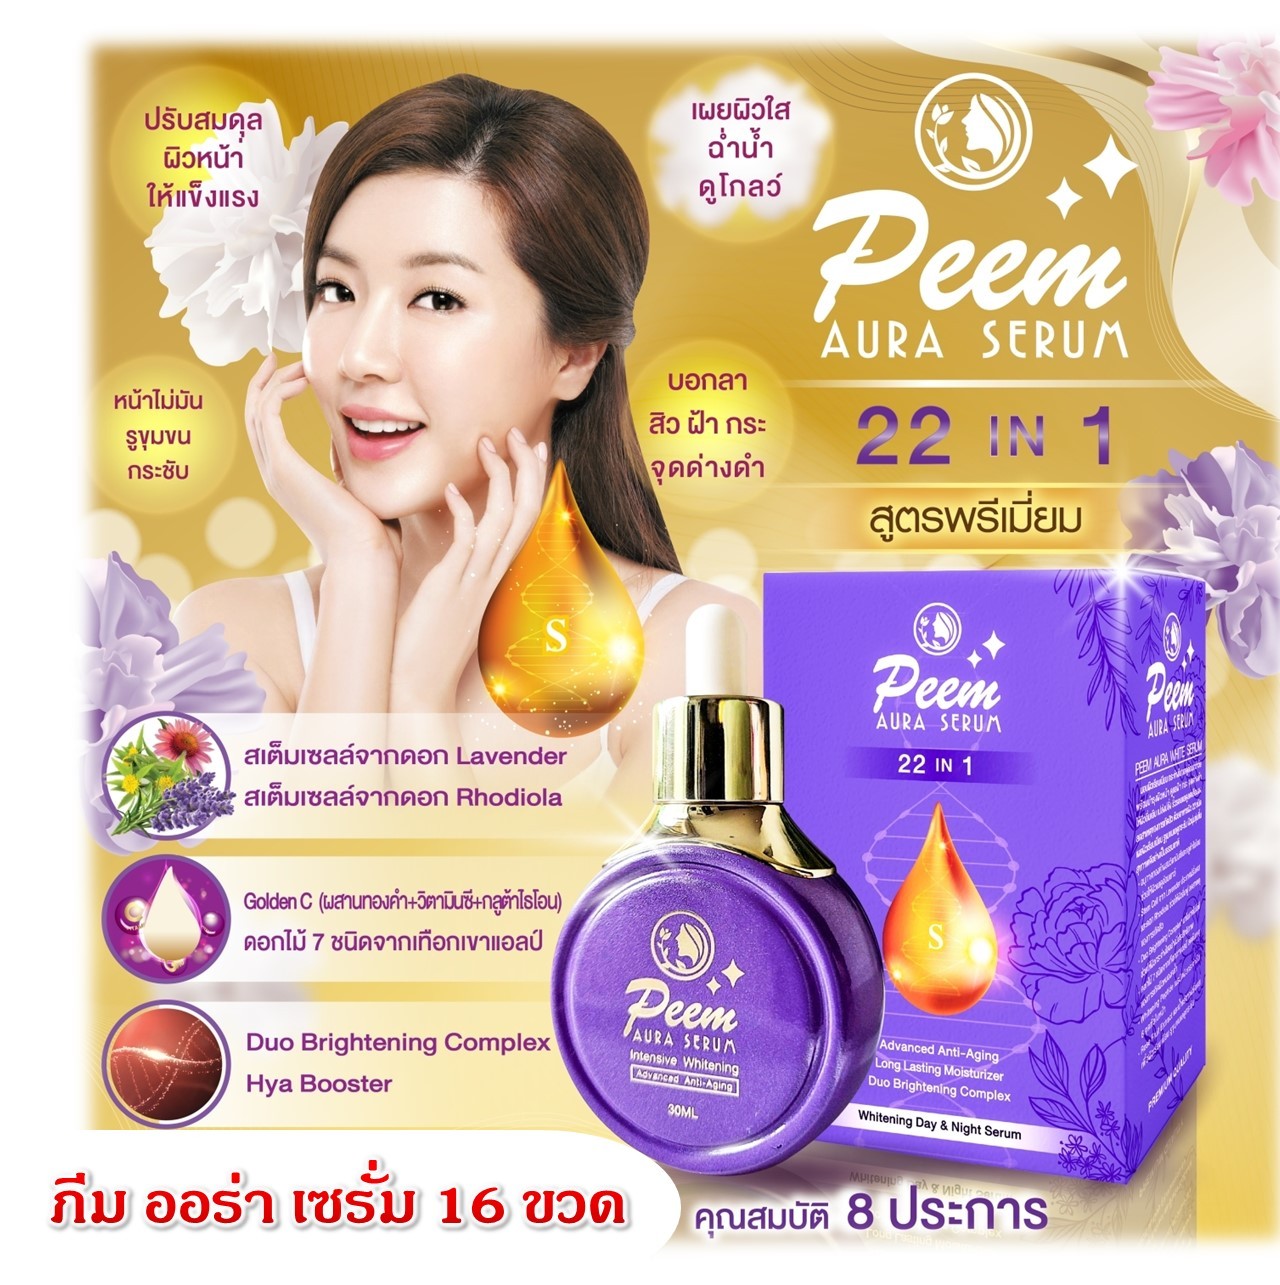 ปรับสมดุล
ผิวหน้า
ให้แข็งแรง
เผยผิวใส
ฉ่ำน้ำ
ดูโกลว์
Peem
AURA SERUM
หน้าไม่มัน
รูขุมขน
กระชับ
บอกลา
สิว ฝ้า กระ
จุดด่างดำ
22 IN 1
สูตรพรีเมี่ยม
S
สเต็มเซลล์จากดอก Lavender
สเต็มเซลล์จากดอก Rhodiola
Golden C (ผสานทองคำ+วิตามินซี+กลูต้าไธโอน)
ดอกไม้ 7 ชนิดจากเทือกเขาแอลป์
Duo Brightening Complex
Hya Booster
Peem
AURA SERUM
Intensive Whitening
Advanced Anti-Aging
30ML
Peem
AURA SERUM
22 IN 1
S
Advanced Anti-Aging
Long Lasting Moisturizer
Duo Brightening Complex
Whitening Day & Night Serum
Peem
AURA SERUM
PEEM AURA WHITE SERUM
PREMIUM QUALITY
ภีม ออร่า เซรั่ม 16 ขวด
คุณสมบัติ 8 ประการ